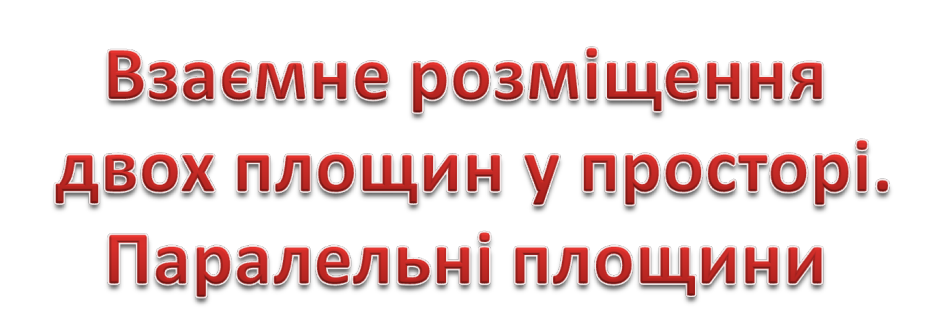 Взаємне розміщення
двох площин у просторі.
Паралельні площини